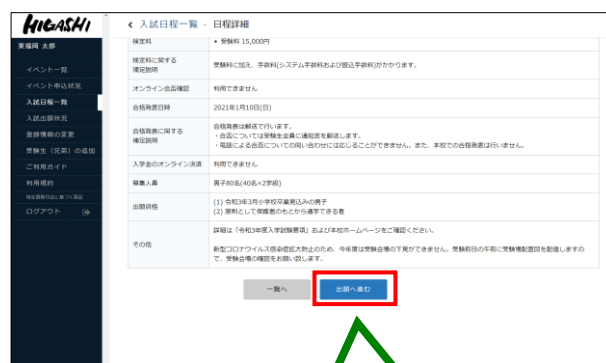 HIGASHI
入試日程一覧 - 日程詳細
東福岡 太郎
イベント一覧
イベント申込状況
入試日程一覧
入試出願状況
登録情報の変更
受験生（兄弟）の追加
ご利用ガイド
利用規約
特定商取引法に基づく表記
ログアウト
検定料
• 受験料 15,000円
検定料に関する
補足説明
受験料に加え、手数料(システム手数料および振込手数料)がかかります。
オンライン合否確認
利用できません
合格発表日時
2021年1月10日(日)
合格発表に関する
補足説明
合格発表は郵送で行います。
・合否については受験生全員に通知書を郵送します。
・電話による合否についての問い合わせには応じることができません。また、本校での合格発表は行いません。
入学金のオンライン決済
利用できません
募集人員
男子80名(40名×2学級)
出願資格
(1) 令和3年3月小学校卒業見込みの男子
(2) 原則として保護者のもとから通学できる者
その他
詳細は「令和3年度入学試験要項」および本校ホームページをご確認ください。
新型コロナウイルス感染症拡大防止のため、今年度は受験会場の下見ができません。受験前日の午前に受験場配置図を配信しますの
で、受験会場の確認をお願い致します。
一覧へ
出願へ進む